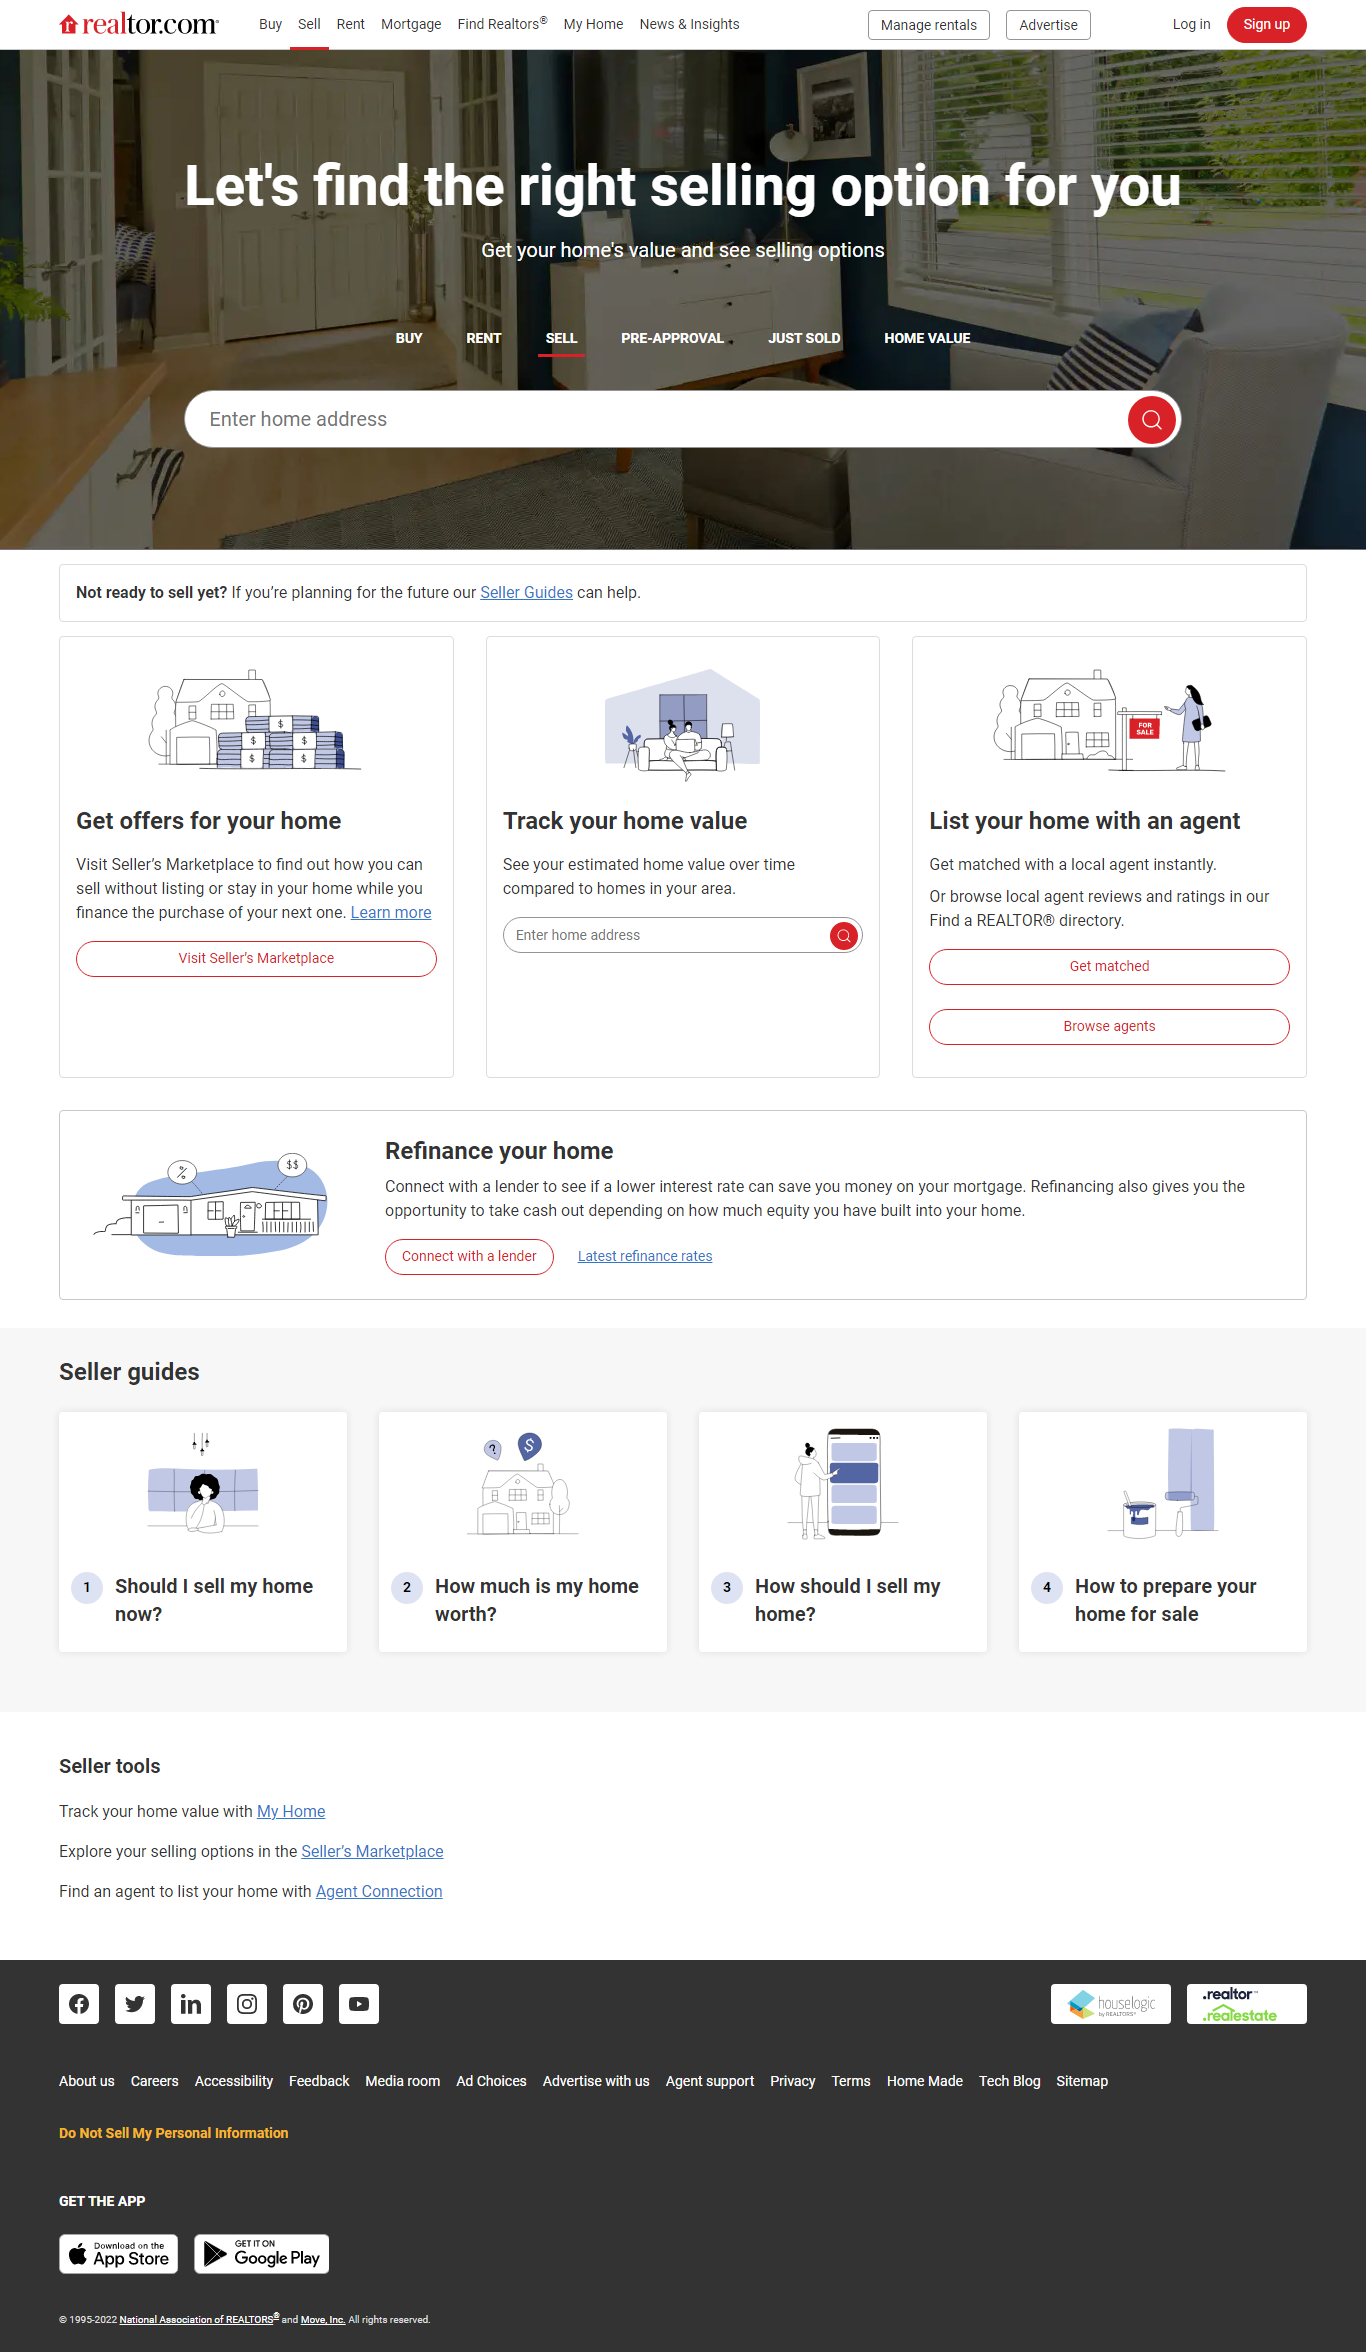 realtor.com®
Buy Sell Rent Mortgage Find Realtors® My Home News & Insights Manage rentals Advertise Log in Sign up
Let's find the right selling option for you
Get your home's value and see selling options
BUY RENT SELL PRE-APPROVAL JUST SOLD HOME VALUE
Enter home address
Not ready to sell yet? If you’re planning for the future our Seller Guides can help.
$
$ $
$ $
Get offers for your home
Visit Seller’s Marketplace to find out how you can
sell without listing or stay in your home while you
finance the purchase of your next one. Learn more
Visit Seller's Marketplace
Track your home value
See your estimated home value over time
compared to homes in your area.
Enter home address
FOR
SALE
List your home with an agent
Get matched with a local agent instantly.
Or browse local agent reviews and ratings in our
Find a REALTOR® directory.
Get matched
Browse agents
% $$
Refinance your home
Connect with a lender to see if a lower interest rate can save you money on your mortgage. Refinancing also gives you the
opportunity to take cash out depending on how much equity you have built into your home.
Connect with a lender Latest refinance rates
Seller guides
1 Should I sell my home
now?
? $
2 How much is my home
worth?
3 How should I sell my
home?
4 How to prepare your
home for sale
Seller tools
Track your home value with My Home
Explore your selling options in the Seller’s Marketplace
Find an agent to list your home with Agent Connection
houselogic
by REALTORS®
.realtor™
.realestate
About us Careers Accessibility Feedback Media room Ad Choices Advertise with us Agent support Privacy Terms Home Made Tech Blog Sitemap
Do Not Sell My Personal Information
GET THE APP
Download on the
App Store
GET IT ON
Google Play
© 1995-2022 National Association of REALTORS® and Move, Inc. All rights reserved.